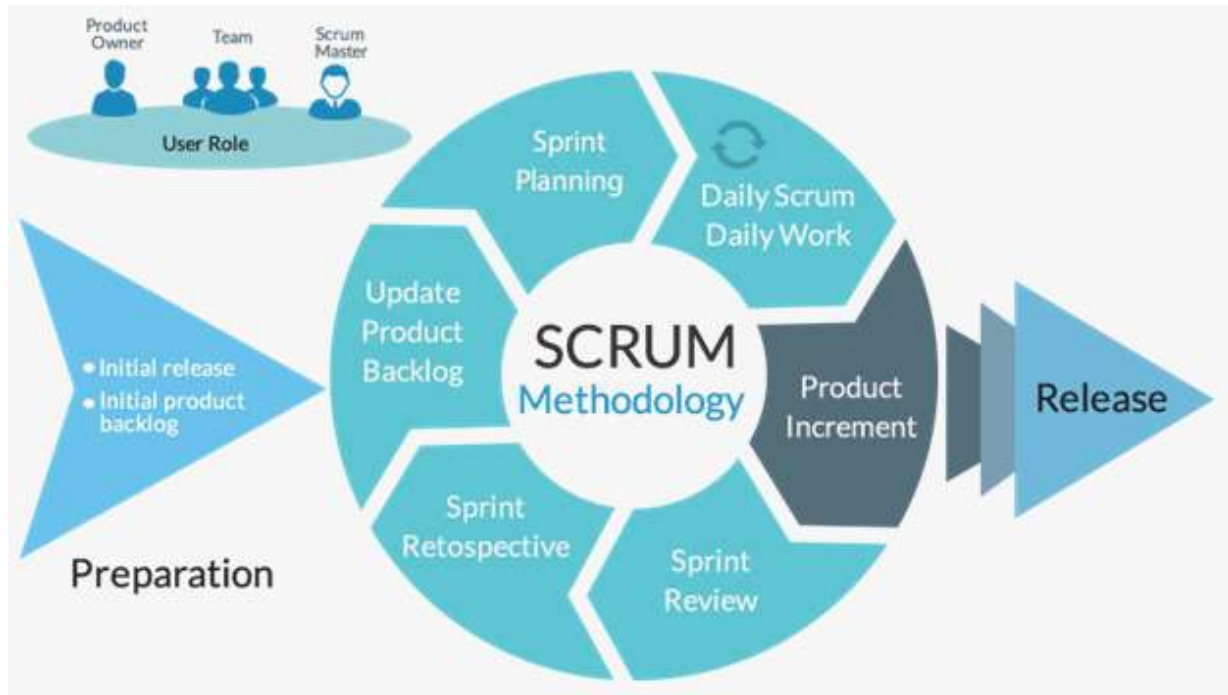 Product
Owner
Team
Scrum
Master
User Role
Sprint
Planning
Daily Scrum
Daily Work
Update
Product
Backlog
SCRUM
Methodology
Product
Increment
Release
• Initial release
• Initial product
backlog
Preparation
Sprint
Retospective
Sprint
Review